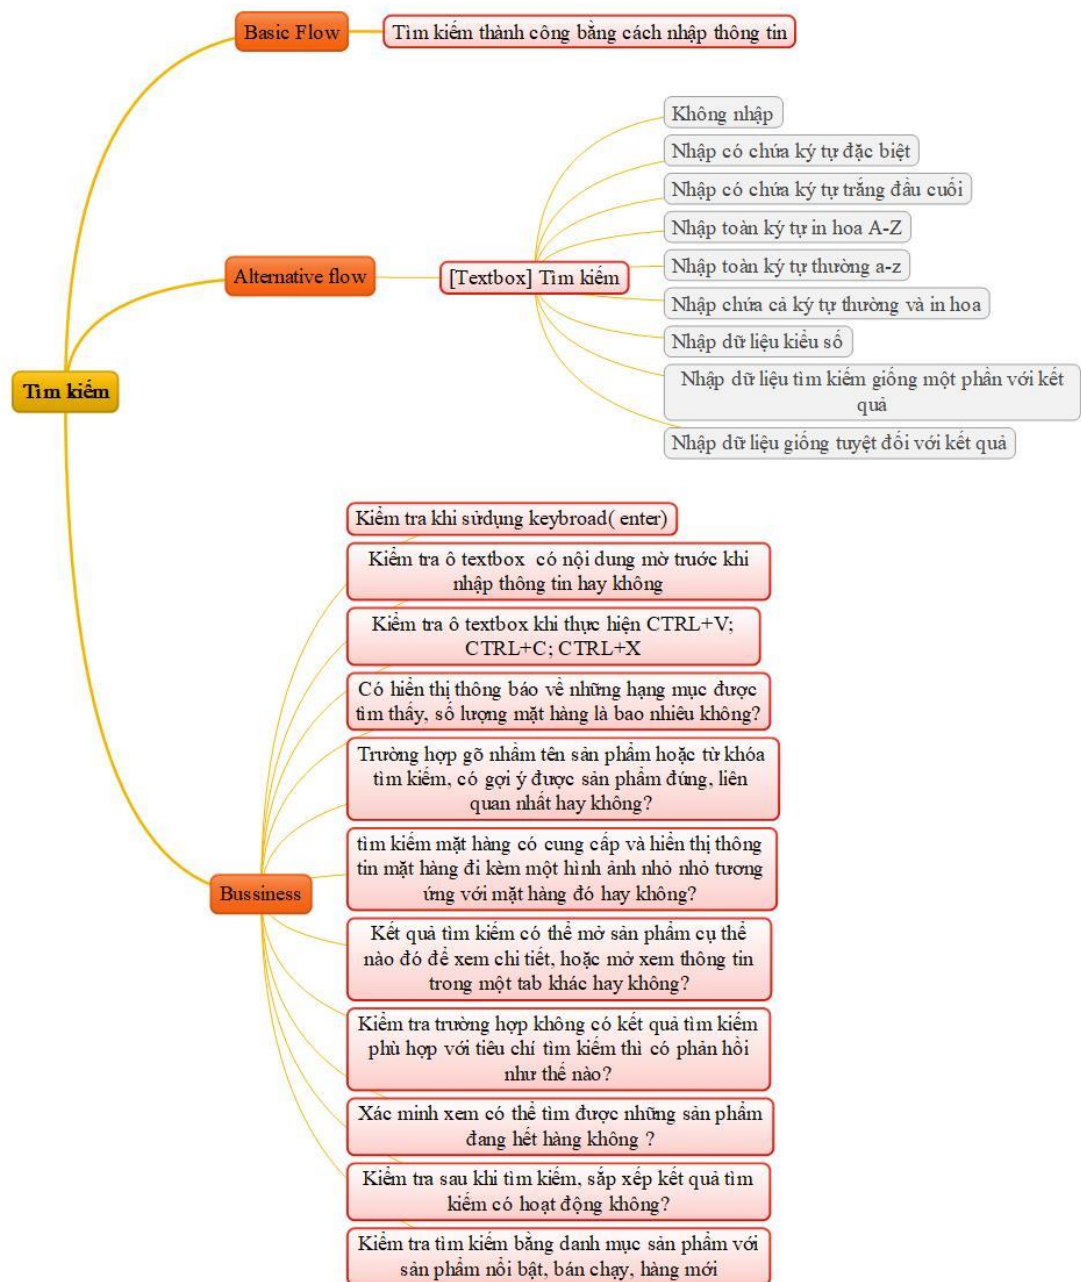 Basic Flow
Tìm kiếm thành công bằng cách nhập thông tin
Không nhập
Nhập có chứa ký tự đặc biệt
Nhập có chứa ký tự trắng đầu cuối
Nhập toàn ký tự in hoa A-Z
Alternative flow
[Textbox] Tìm kiếm
Nhập toàn ký tự thường a-z
Nhập chứa cả ký tự thường và in hoa
Nhập dữ liệu kiểu số
Nhập dữ liệu tìm kiếm giống một phần với kết
quả
Nhập dữ liệu giống tuyệt đối với kết quả
Tìm kiếm
Kiểm tra khi sửdụng keybroad( enter)
Kiểm tra ô textbox có nội dung mờ trước khi
nhập thông tin hay không
Kiểm tra ô textbox khi thực hiện CTRL+V;
CTRL+C; CTRL+X
Có hiển thị thông báo về những hạng mục được
tìm thấy, số lượng mặt hàng là bao nhiêu không?
Trường hợp gõ nhầm tên sản phẩm hoặc từ khóa
tìm kiếm, có gợi ý được sản phẩm đúng, liên
quan nhất hay không?
Bussiness
tìm kiếm mặt hàng có cung cấp và hiển thị thông
tin mặt hàng đi kèm một hình ảnh nhỏ nhỏ tương
ứng với mặt hàng đó hay không?
Kết quả tìm kiếm có thể mở sản phẩm cụ thể
nào đó để xem chi tiết, hoặc mở xem thông tin
trong một tab khác hay không?
Kiểm tra trường hợp không có kết quả tìm kiếm
phù hợp với tiêu chí tìm kiếm thì có phản hồi
như thế nào?
Xác minh xem có thể tìm được những sản phẩm
đang hết hàng không ?
Kiểm tra sau khi tìm kiếm, sắp xếp kết quả tìm
kiếm có hoạt động không?
Kiểm tra tìm kiếm bằng danh mục sản phẩm với
sản phẩm nổi bật, bán chạy, hàng mới